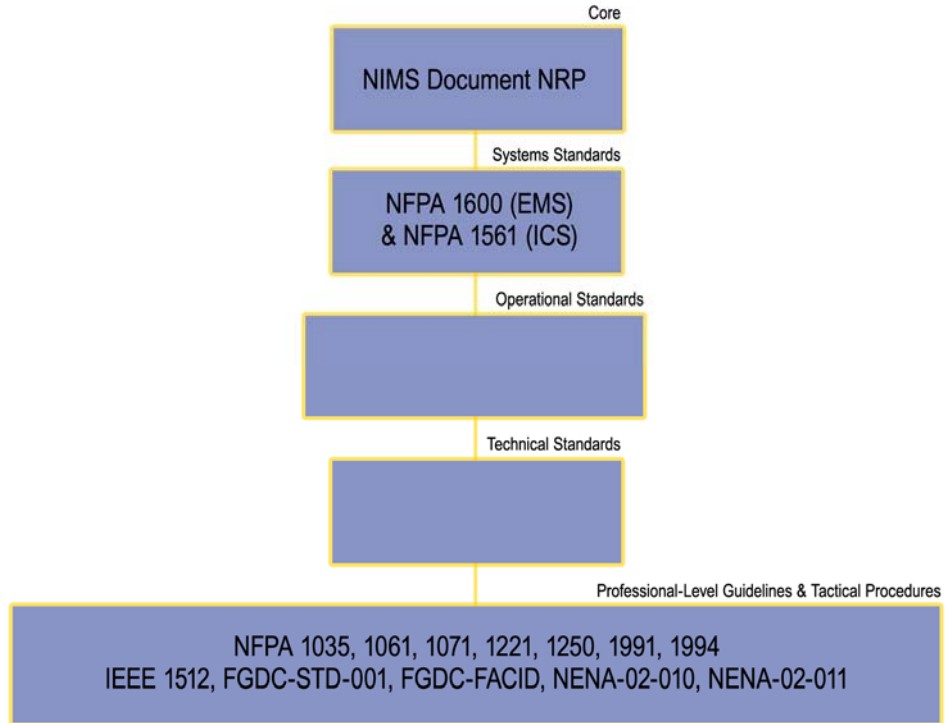 Core
NIMS Document NRP
Systems Standards
NFPA 1600 (EMS)
& NFPA 1561 (ICS)
Operational Standards
Technical Standards
Professional-Level Guidelines & Tactical Procedures
NFPA 1035, 1061, 1071, 1221, 1250, 1991, 1994
IEEE 1512, FGDC-STD-001, FGDC-FACID, NENA-02-010, NENA-02-011